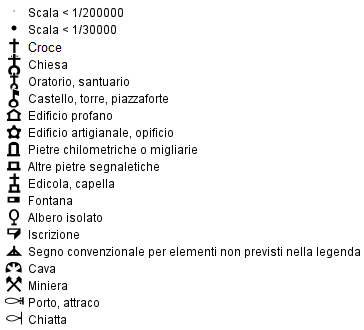 Scala < 1/200000
Scala < 1/30000
Croce
Chiesa
Oratorio, santuario
Castello, torre, piazzaforte
Edificio profano
Edificio artigianale, opificio
Pietre chilometriche o migliarie
Altre pietre segnaletiche
Edicola, capella
Fontana
Albero isolato
Iscrizione
Segno convenzionale per elementi non previsti nella legenda
Cava
Miniera
Porto, attraco
Chiatta